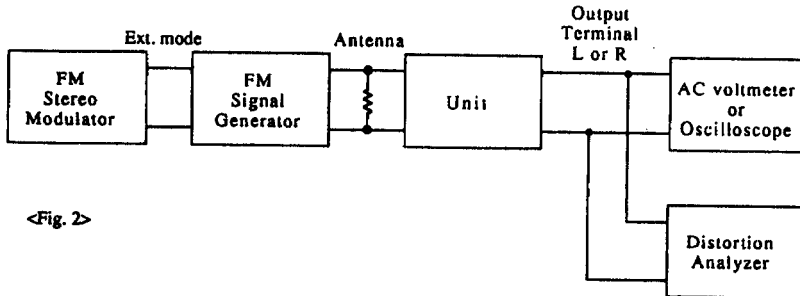 Output
Terminal
L or R
Ext. mode
Antenna
FM
Stereo
Modulator
FM
Signal
Generator
Unit
AC voltmeter
or
Oscilloscope
<Fig. 2>
Distortion
Analyzer